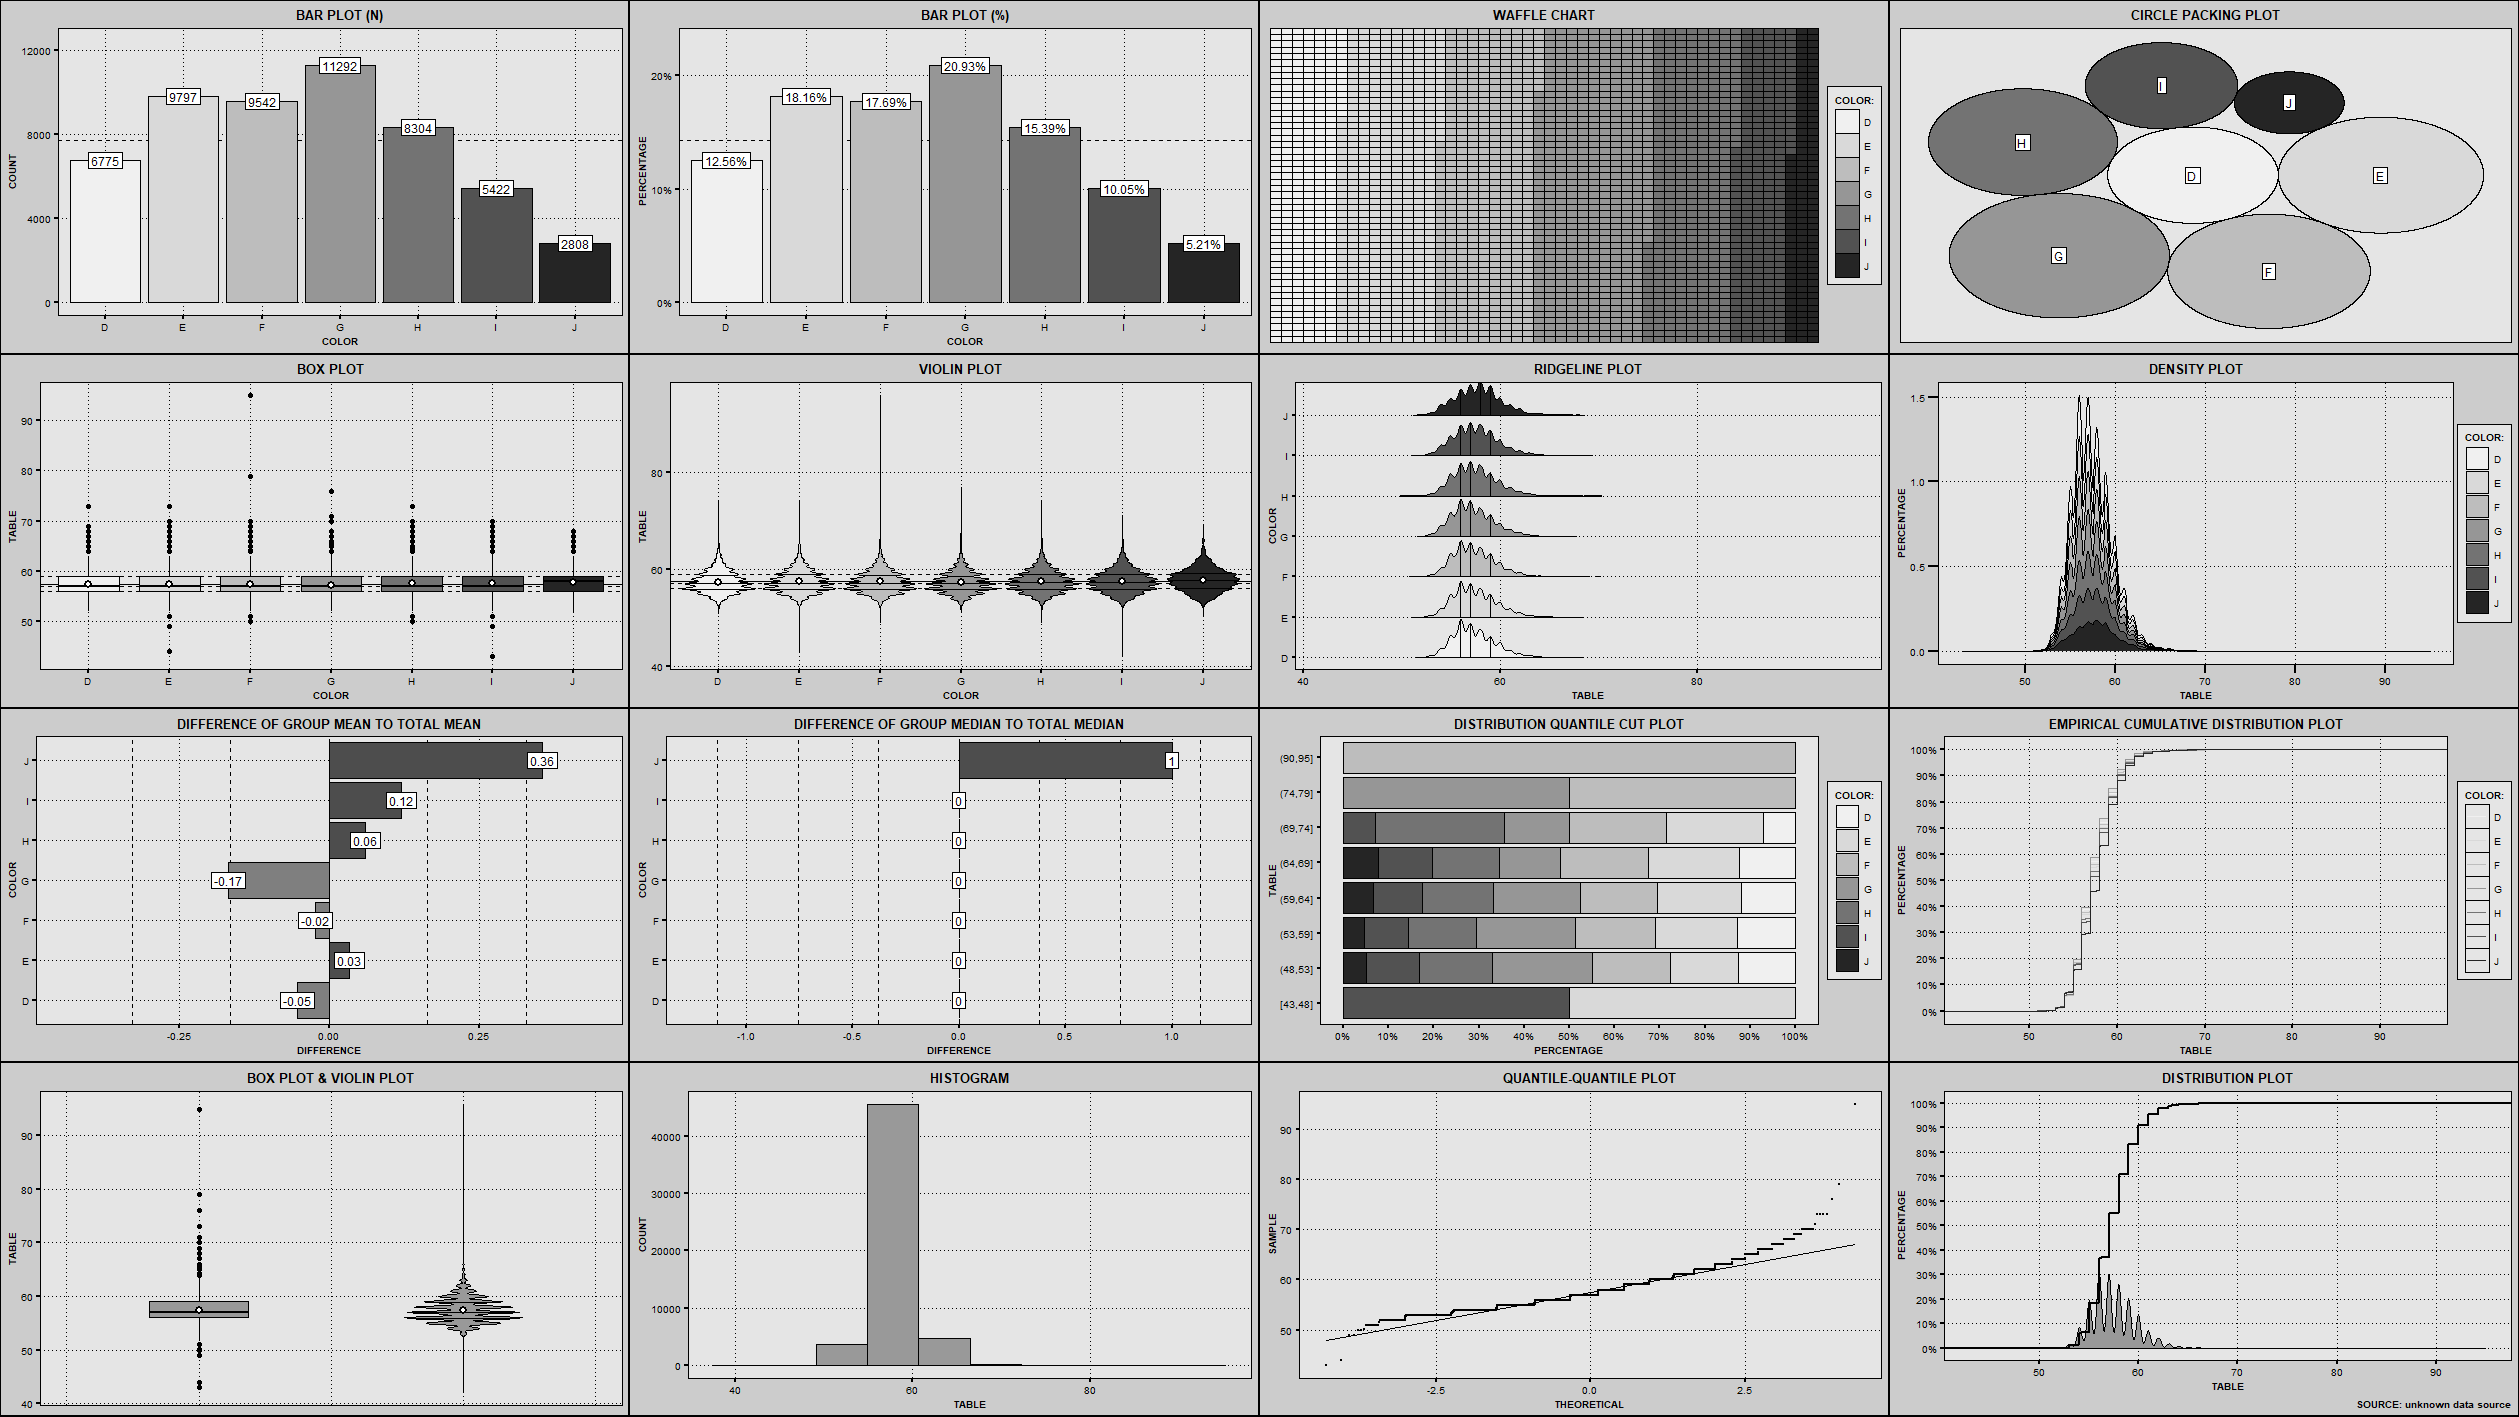 BAR PLOT (N)
12000
8000
4000
0
COUNT
6775
9797
9542
11292
8304
5422
2808
D E F G H I J
COLOR
BAR PLOT (%)
20%
10%
0%
PERCENTAGE
12.56%
18.16%
17.69%
20.93%
15.39%
10.05%
5.21%
D E F G H I J
COLOR
WAFFLE CHART
COLOR:
D
E
F
G
H
I
J
CIRCLE PACKING PLOT
I
J
H
D
E
G
F
BOX PLOT
90
80
70
60
50
TABLE
D E F G H I J
COLOR
VIOLIN PLOT
80
60
40
TABLE
D E F G H I J
COLOR
RIDGELINE PLOT
J
I
H
G
F
E
D
COLOR
40 60 80
TABLE
DENSITY PLOT
1.5
1.0
0.5
0.0
PERCENTAGE
50 60 70 80 90
TABLE
COLOR:
D
E
F
G
H
I
J
DIFFERENCE OF GROUP MEAN TO TOTAL MEAN
J
I
H
G
F
E
D
COLOR
0.36
0.12
0.06
-0.17
-0.02
0.03
-0.05
-0.25 0.00 0.25
DIFFERENCE
DIFFERENCE OF GROUP MEDIAN TO TOTAL MEDIAN
J
I
H
G
F
E
D
COLOR
1
0
0
0
0
0
0
-1.0 -0.5 0.0 0.5 1.0
DIFFERENCE
DISTRIBUTION QUANTILE CUT PLOT
(90,95]
(74,79]
(69,74]
(64,69]
(59,64]
(53,59]
(48,53]
[43,48]
TABLE
0% 10% 20% 30% 40% 50% 60% 70% 80% 90% 100%
PERCENTAGE
COLOR:
D
E
F
G
H
I
J
EMPIRICAL CUMULATIVE DISTRIBUTION PLOT
100%
90%
80%
70%
60%
50%
40%
30%
20%
10%
0%
PERCENTAGE
50 60 70 80 90
TABLE
COLOR:
D
E
F
G
H
I
J
BOX PLOT & VIOLIN PLOT
90
80
70
60
50
40
TABLE
HISTOGRAM
40000
30000
20000
10000
0
COUNT
40 60 80
TABLE
QUANTILE-QUANTILE PLOT
90
80
70
60
50
SAMPLE
-2.5 0.0 2.5
THEORETICAL
DISTRIBUTION PLOT
100%
90%
80%
70%
60%
50%
40%
30%
20%
10%
0%
PERCENTAGE
50 60 70 80 90
TABLE
SOURCE: unknown data source